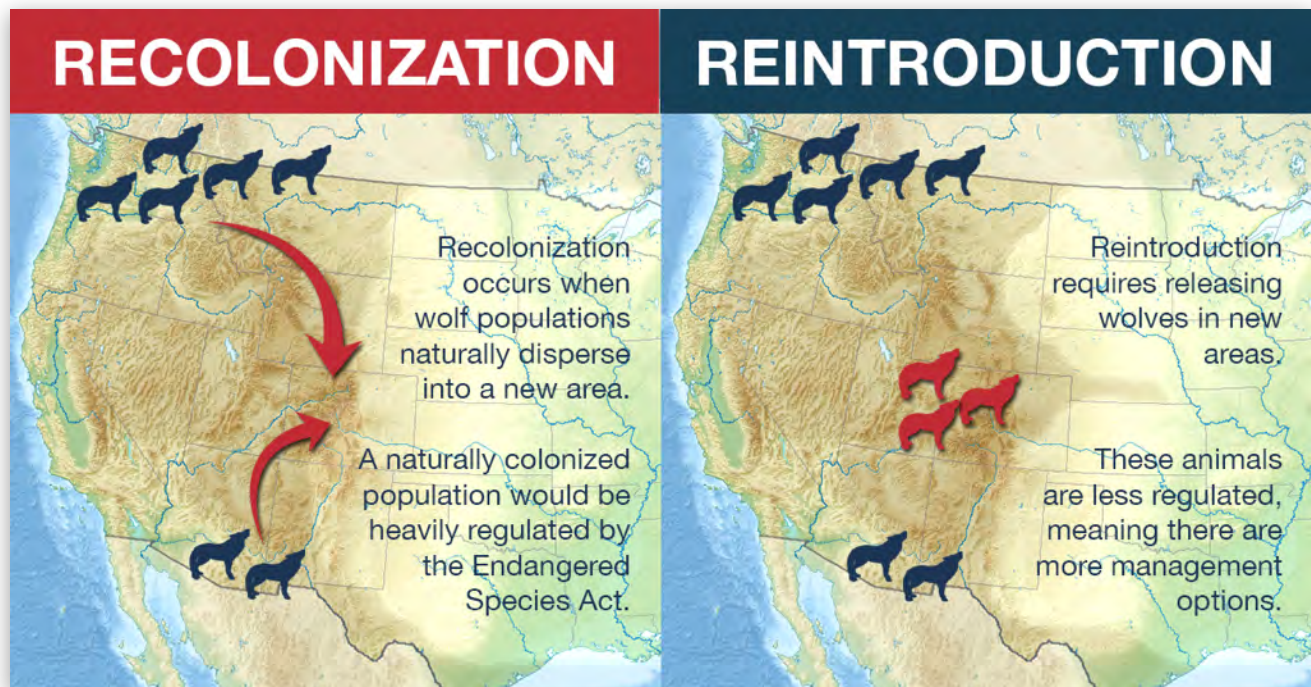 RECOLONIZATION
Recolonization
occurs when
wolf populations
naturally disperse
into a new area.
A naturally colonized
population would be
heavily regulated by
the Endangered
Species Act.
REINTRODUCTION
Reintroduction
requires releasing
wolves in new
areas.
These animals
are less regulated,
meaning there are
more management
options.